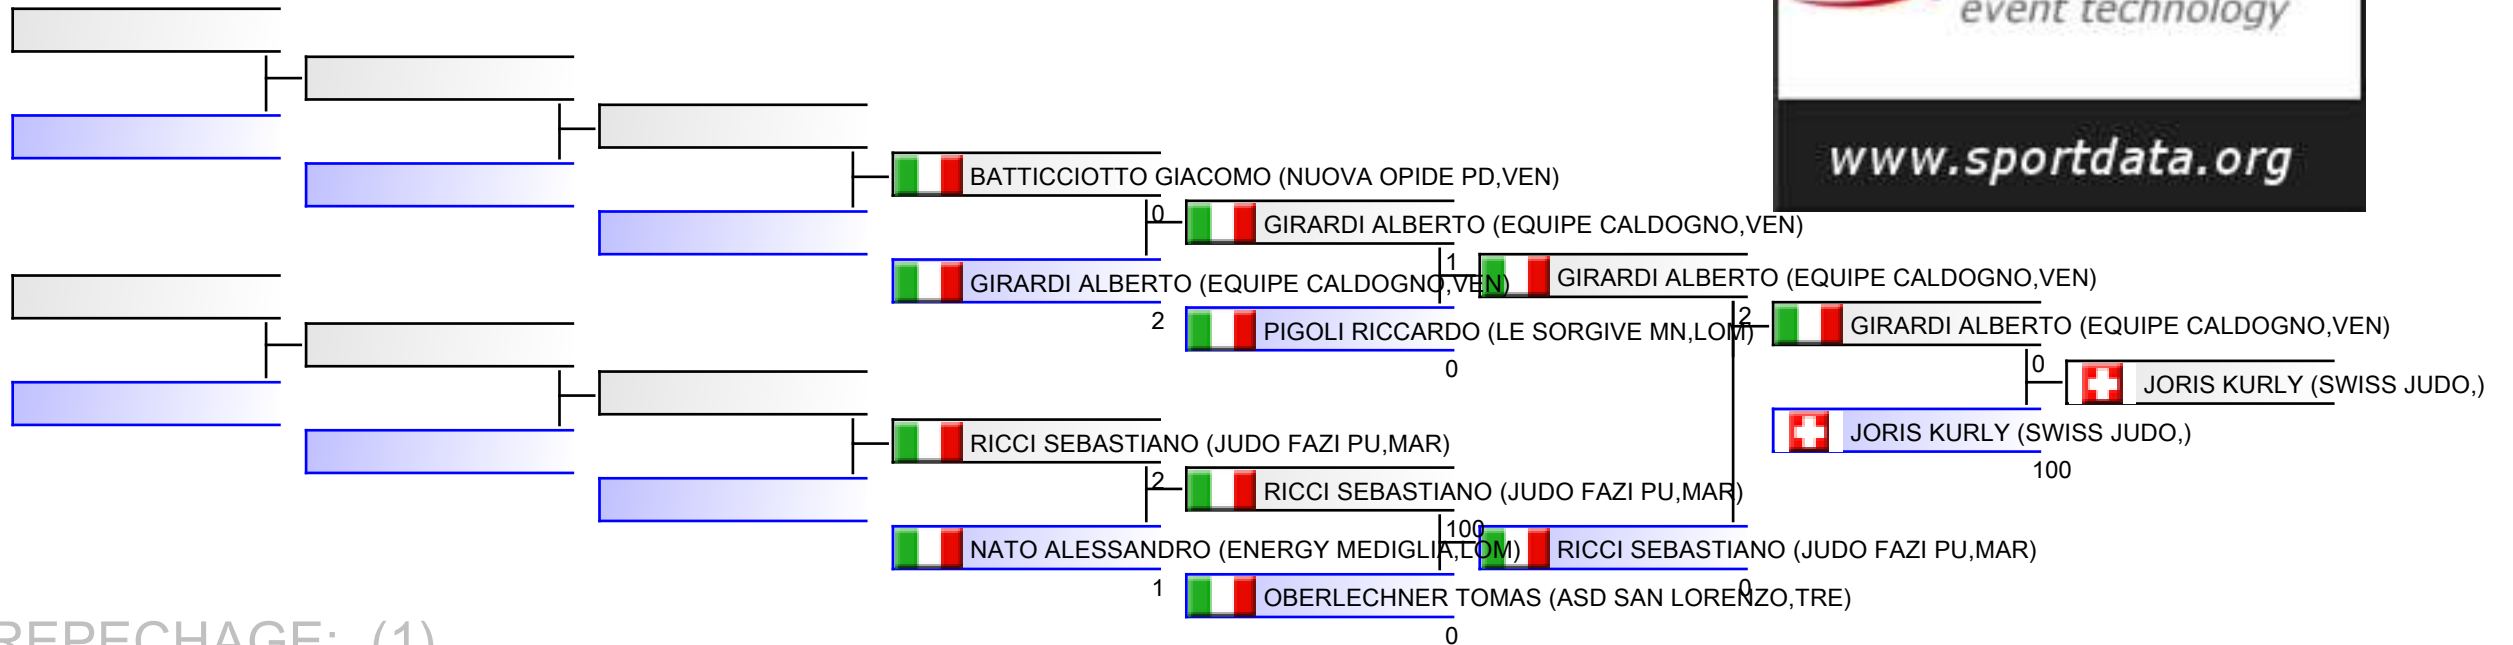 event technology
www.sportdata.org
BATTICCIOTTO GIACOMO (NUOVA OPIDE PD,VEN)
0
GIRARDI ALBERTO (EQUIPE CALDOGNO,VEN)
GIRARDI ALBERTO (EQUIPE CALDOGNO,VEN)
2
1
GIRARDI ALBERTO (EQUIPE CALDOGNO,VEN)
PIGOLI RICCARDO (LE SORGIVE MN,LOM)
0
2
GIRARDI ALBERTO (EQUIPE CALDOGNO,VEN)
0
JORIS KURLY (SWISS JUDO,)
JORIS KURLY (SWISS JUDO,)
100
RICCI SEBASTIANO (JUDO FAZI PU,MAR)
2
RICCI SEBASTIANO (JUDO FAZI PU,MAR)
NATO ALESSANDRO (ENERGY MEDIGLIA,LOM)
1
100
RICCI SEBASTIANO (JUDO FAZI PU,MAR)
0
OBERLECHNER TOMAS (ASD SAN LORENZO,TRE)
0
REPECHAGE: (1)